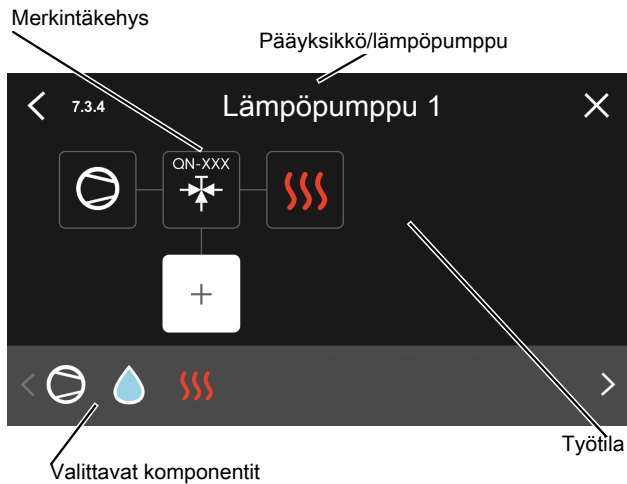 Merkintäkehys
Pääyksikkö/lämpöpumppu
7.3.4
Lämpöpumppu 1
QN-XXX
Työtila
Valittavat komponentit